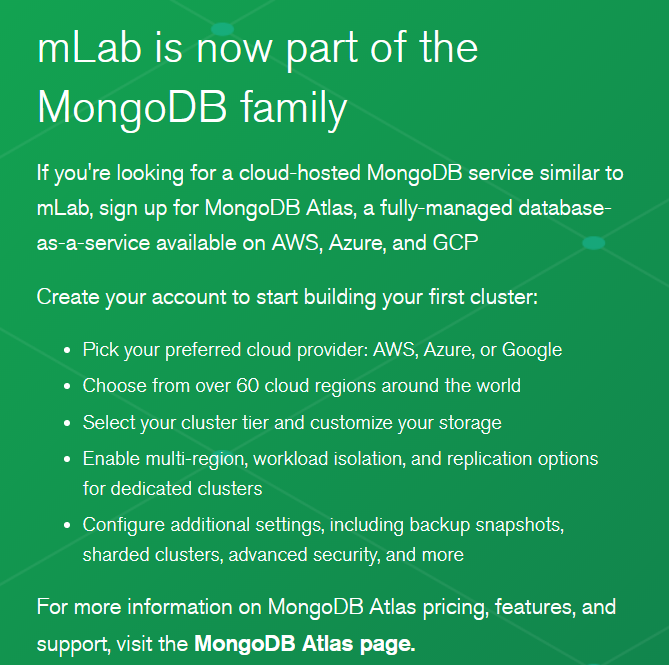 mLab is now part of the
MongoDB family
If you're looking for a cloud-hosted MongoDB service similar to
mLab, sign up for MongoDB Atlas, a fully-managed database-
as-a-service available on AWS, Azure, and GCP
Create your account to start building your first cluster:
• Pick your preferred cloud provider: AWS, Azure, or Google
• Choose from over 60 cloud regions around the world
• Select your cluster tier and customize your storage
• Enable multi-region, workload isolation, and replication options
for dedicated clusters
• Configure additional settings, including backup snapshots,
sharded clusters, advanced security, and more
For more information on MongoDB Atlas pricing, features, and
support, visit the MongoDB Atlas page.